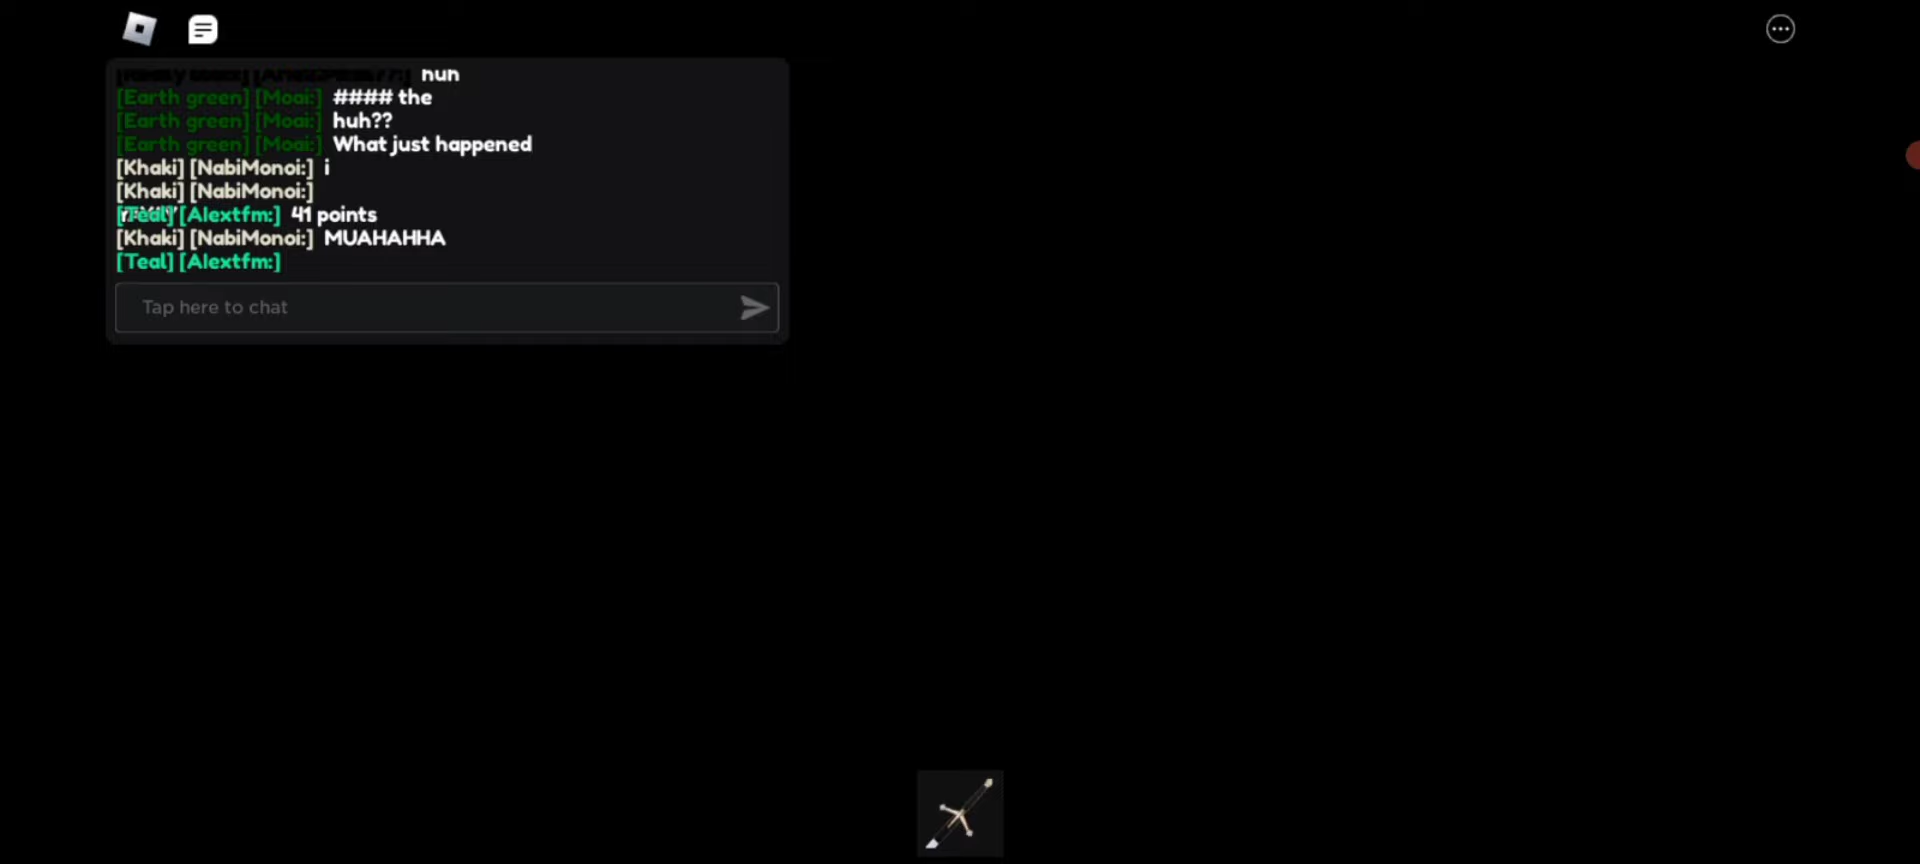 huh
[Earth green] [Moai:] #### the
[Earth green] [Moai:] huh??
[Earth green] [Moai:] What just happened
[Khaki] [NabiMonoi:] i
[Khaki] [NabiMonoi:]
[Teal] [Alextfm:] 41 points
[Khaki] [NabiMonoi:] MUAHAHHA
[Teal] [Alextfm:]
Tap here to chat